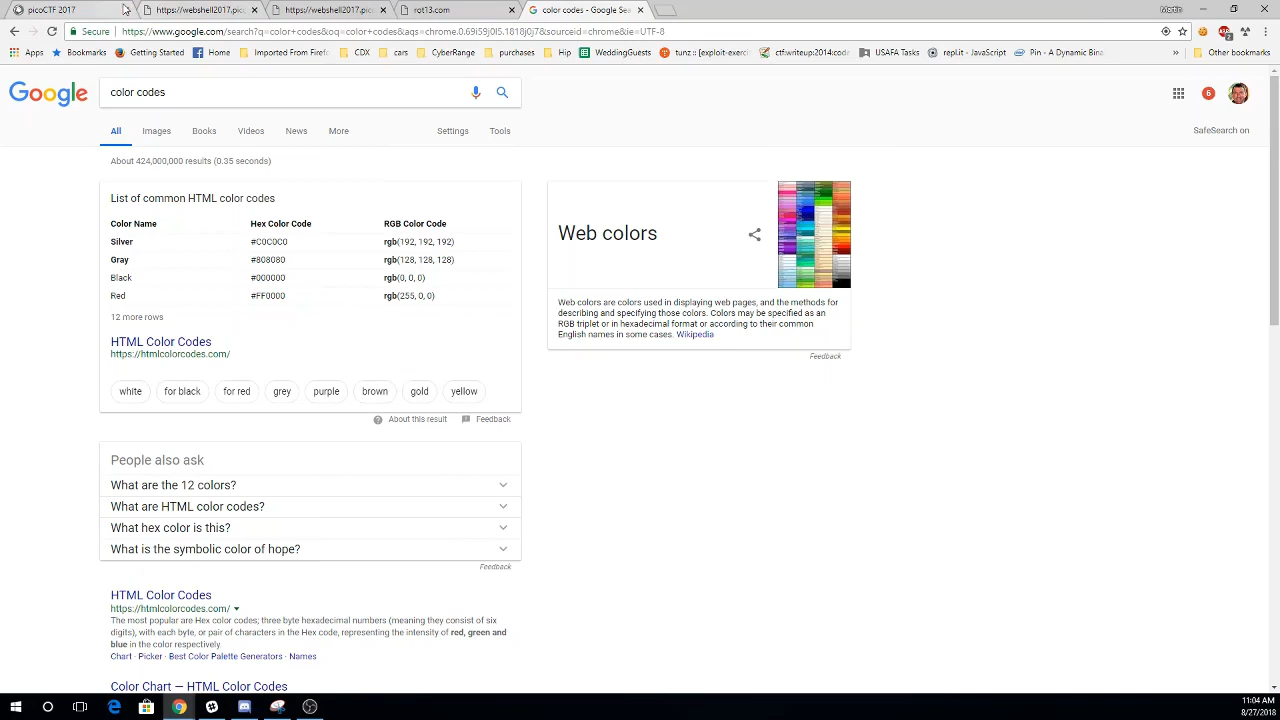 picoCTF 2017
https://webshell2017.pic
https://webshell2017.pic
rot13.com
color codes - Google Sea
Secure
https://www.google.com/search?q=color+codes&oq=color+codes&aqs=chrome.0.69i59j0l5.1818j0j7&sourceid=chrome&ie=UTF-8
Apps
Bookmarks
Getting Started
Home
Imported From Firef
CDX
cars
CyberRange
purchases
Hip
WeddingGuests
tunz :: [exploit-exerci
ctf.writeup:2014:code
USAFA Tasks
repl.it - JavaScript
Pin - A Dynamic Bina
»
Other bookmarks
Google
color codes
6
All
Images
Books
Videos
News
More
Settings
Tools
SafeSearch on
About 424,000,000 results (0.35 seconds)
List of common HTML color codes
Color Name Hex Color Code RGB Color Code
Silver #C0C0C0 rgb(192, 192, 192)
Gray #808080 rgb(128, 128, 128)
Black #000000 rgb(0, 0, 0)
Red #FF0000 rgb(255, 0, 0)
12 more rows
HTML Color Codes
https://htmlcolorcodes.com/
white
for black
for red
grey
purple
brown
gold
yellow
About this result
Feedback
Web colors
Web colors are colors used in displaying web pages, and the methods for
describing and specifying those colors. Colors may be specified as an
RGB triplet or in hexadecimal format or according to their common
English names in some cases. Wikipedia
Feedback
People also ask
What are the 12 colors?
What are HTML color codes?
What hex color is this?
What is the symbolic color of hope?
Feedback
HTML Color Codes
https://htmlcolorcodes.com/
The most popular are Hex color codes; three byte hexadecimal numbers (meaning they consist of six
digits), with each byte, or pair of characters in the Hex code, representing the intensity of red, green and
blue in the color respectively.
Chart · Picker · Best Color Palette Generators · Names
Color Chart — HTML Color Codes
11:04 AM
8/27/2018